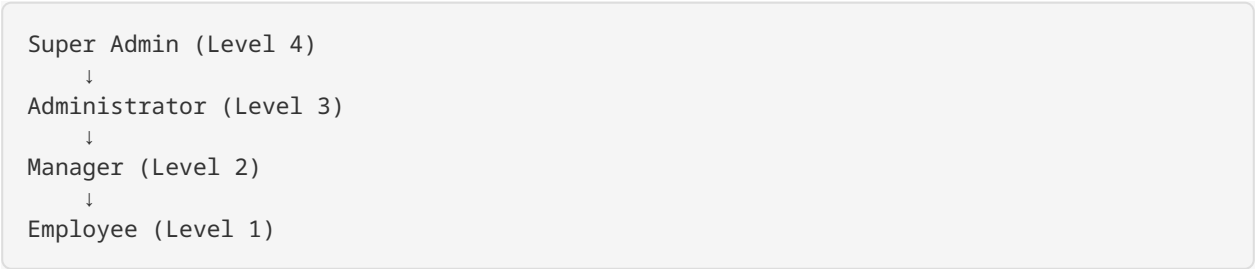 Super Admin (Level 4)
↓
Administrator (Level 3)
↓
Manager (Level 2)
↓
Employee (Level 1)